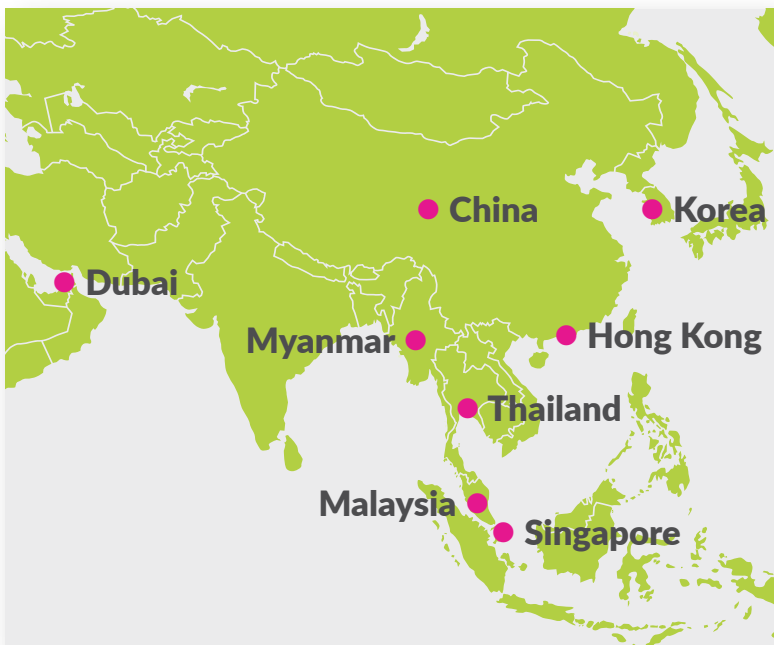 China
Korea
Dubai
Myanmar
Hong Kong
Thailand
Malaysia
Singapore